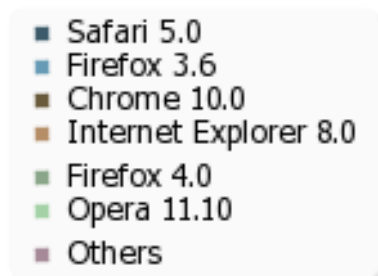 Safari 5.0
Firefox 3.6
Chrome 10.0
Internet Explorer 8.0
Firefox 4.0
Opera 11.10
Others